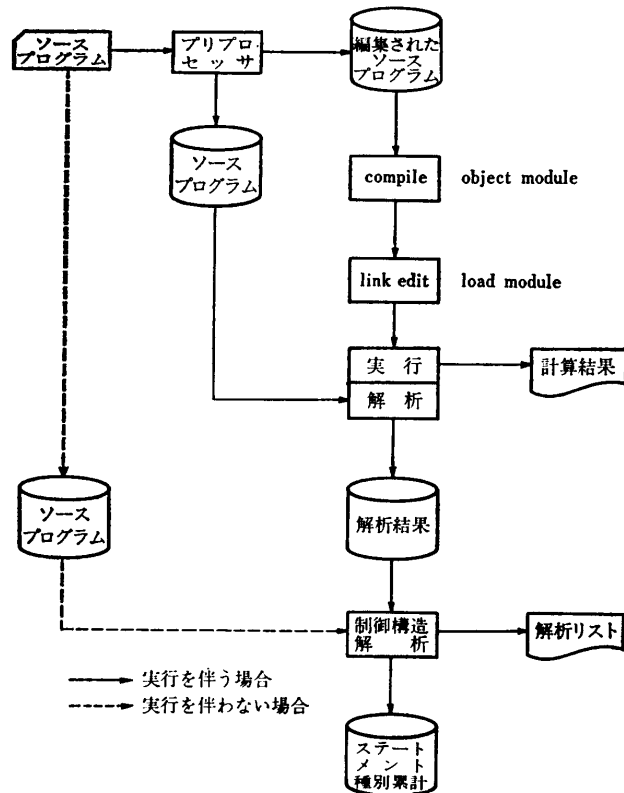 ソース
プログラム
プリプロ
セッサ
編集された
ソース
プログラム
ソース
プログラム
compile
object module
link edit
load module
実行
計算結果
解析
ソース
プログラム
解析結果
制御構造
解析
解析リスト
実行を伴う場合
実行を伴わない場合
ステート
メント
種別累計